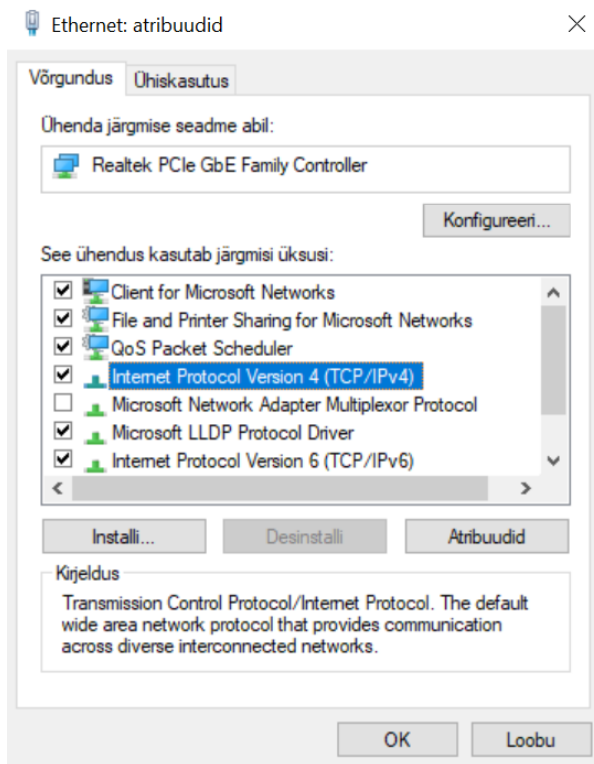 Ethernet: atribuudid
Võrgundus
Ühiskasutus
Ühenda järgmise seadme abil:
Realtek PCIe GbE Family Controller
Konfigureeri...
See ühendus kasutab järgmisi üksusi:
Client for Microsoft Networks
File and Printer Sharing for Microsoft Networks
QoS Packet Scheduler
Internet Protocol Version 4 (TCP/IPv4)
Microsoft Network Adapter Multiplexor Protocol
Microsoft LLDP Protocol Driver
Internet Protocol Version 6 (TCP/IPv6)
Installi...
Desinstalli
Atribuudid
Kirjeldus
Transmission Control Protocol/Internet Protocol. The default
wide area network protocol that provides communication
across diverse interconnected networks.
OK
Loobu